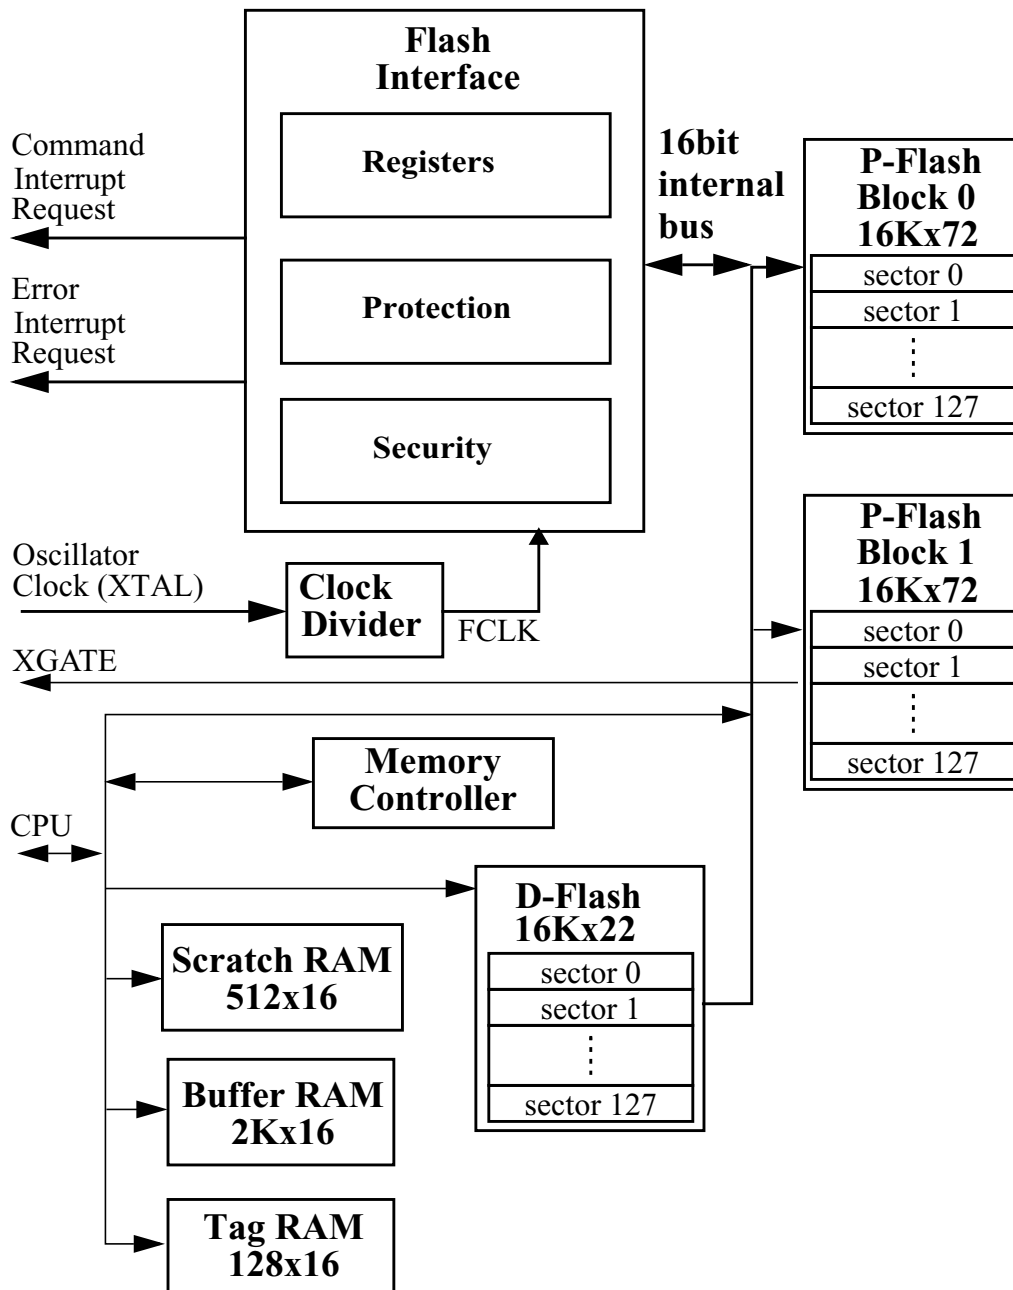 Flash
Interface
Registers
Protection
Security
Command
Interrupt
Request
Error
Interrupt
Request
16bit
internal
bus
P-Flash
Block 0
16Kx72
sector 0
sector 1
sector 127
P-Flash
Block 1
16Kx72
sector 0
sector 1
sector 127
Oscillator
Clock (XTAL)
Clock
Divider
FCLK
XGATE
Memory
Controller
CPU
D-Flash
16Kx22
sector 0
sector 1
sector 127
Scratch RAM
512x16
Buffer RAM
2Kx16
Tag RAM
128x16